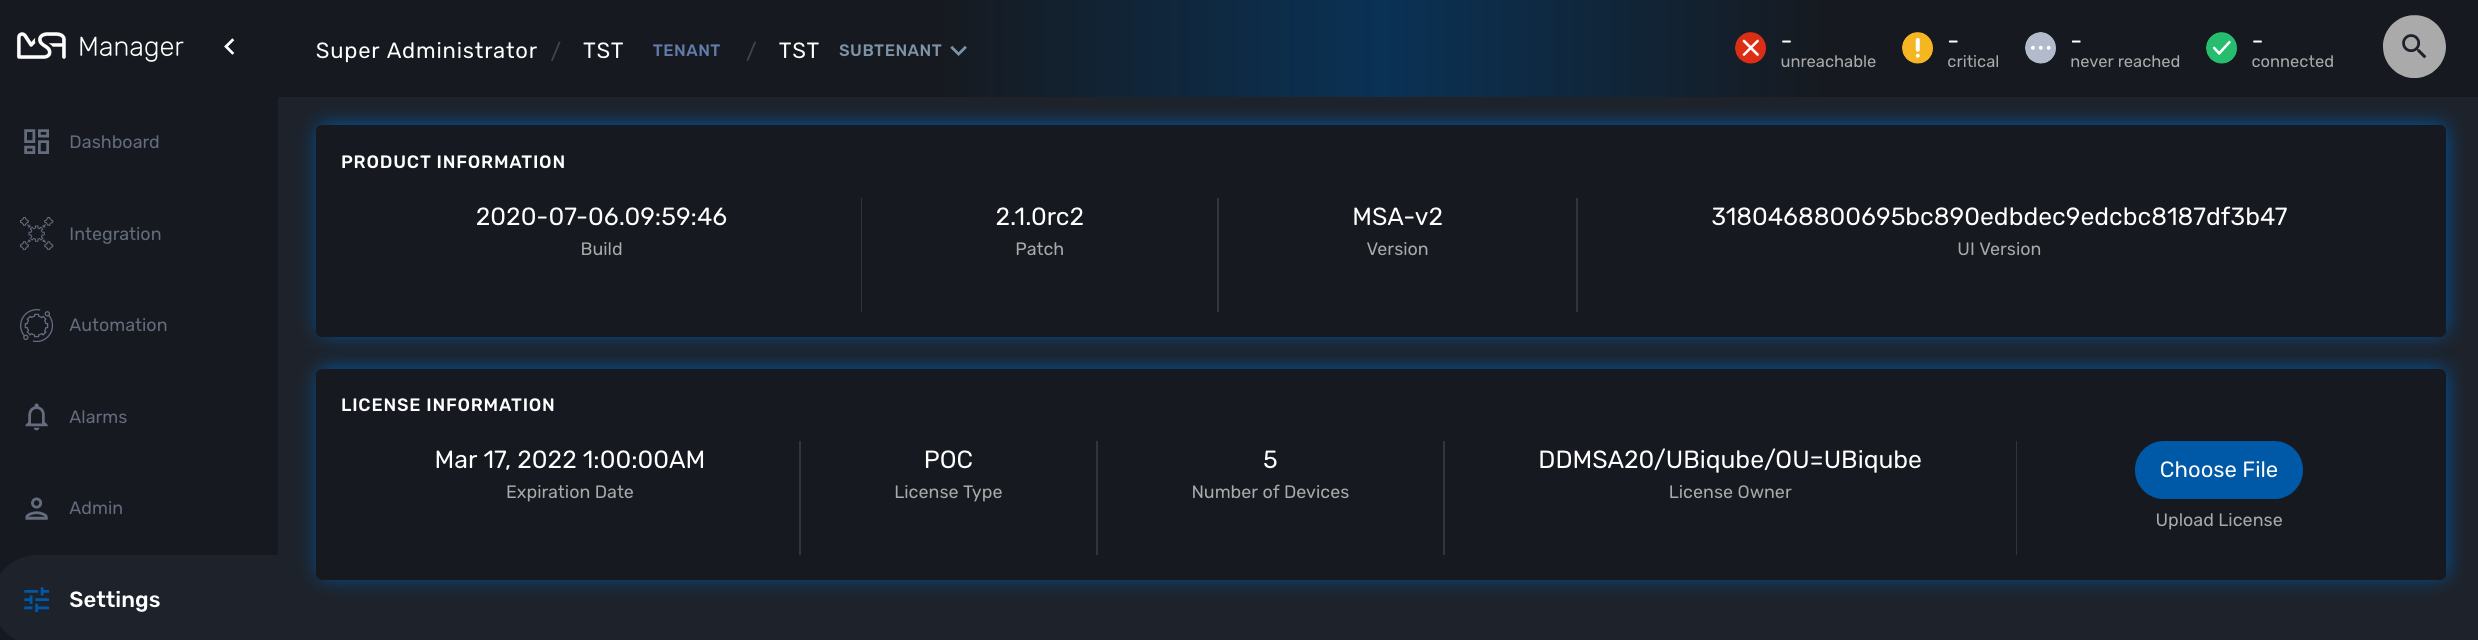 MSA Manager
Super Administrator / TST TENANT / TST SUBTENANT
- unreachable
- critical
- never reached
- connected
Dashboard
Integration
Automation
Alarms
Admin
Settings
PRODUCT INFORMATION
2020-07-06.09:59:46
Build
2.1.0rc2
Patch
MSA-v2
Version
3180468800695bc890edbdec9edcbc8187df3b47
UI Version
LICENSE INFORMATION
Mar 17, 2022 1:00:00AM
Expiration Date
POC
License Type
5
Number of Devices
DDMSA20/UBiqube/OU=UBiqube
License Owner
Choose File
Upload License